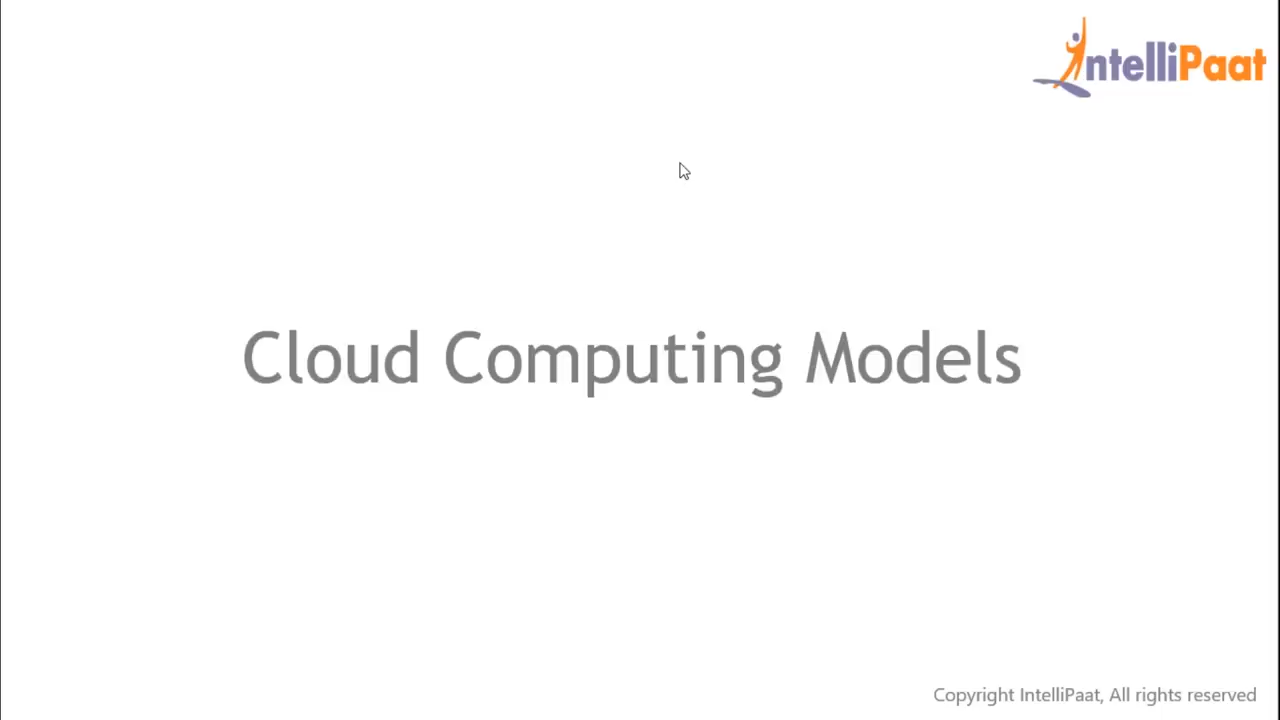 IntelliPaat
Cloud Computing Models
Copyright IntelliPaat, All rights reserved